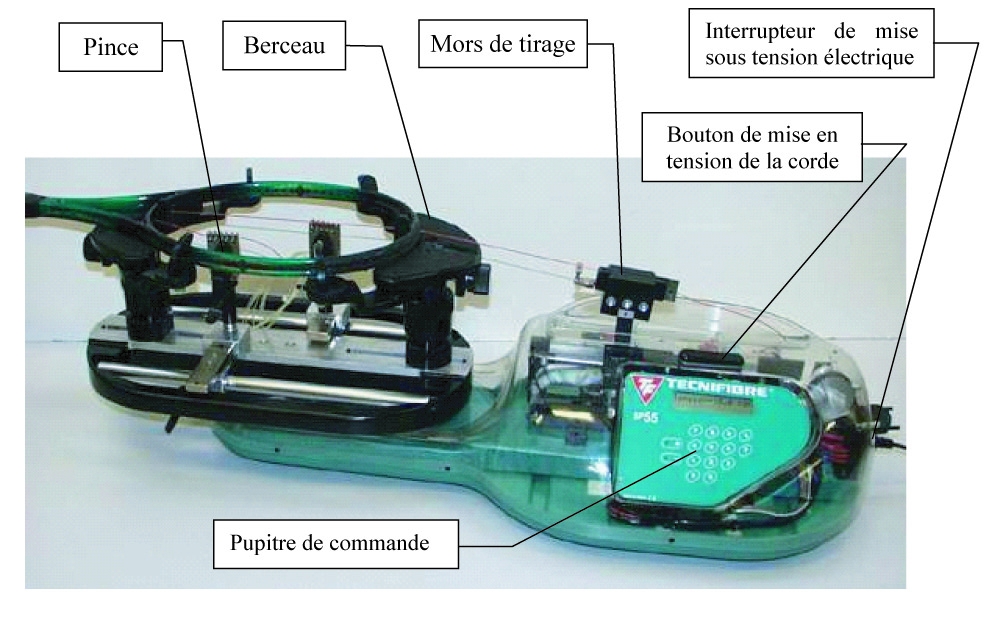 Pince
Berceau
Mors de tirage
Interrupteur de mise
sous tension électrique
Bouton de mise en
tension de la corde
TECNIFIBRE
SP55
Pupitre de commande